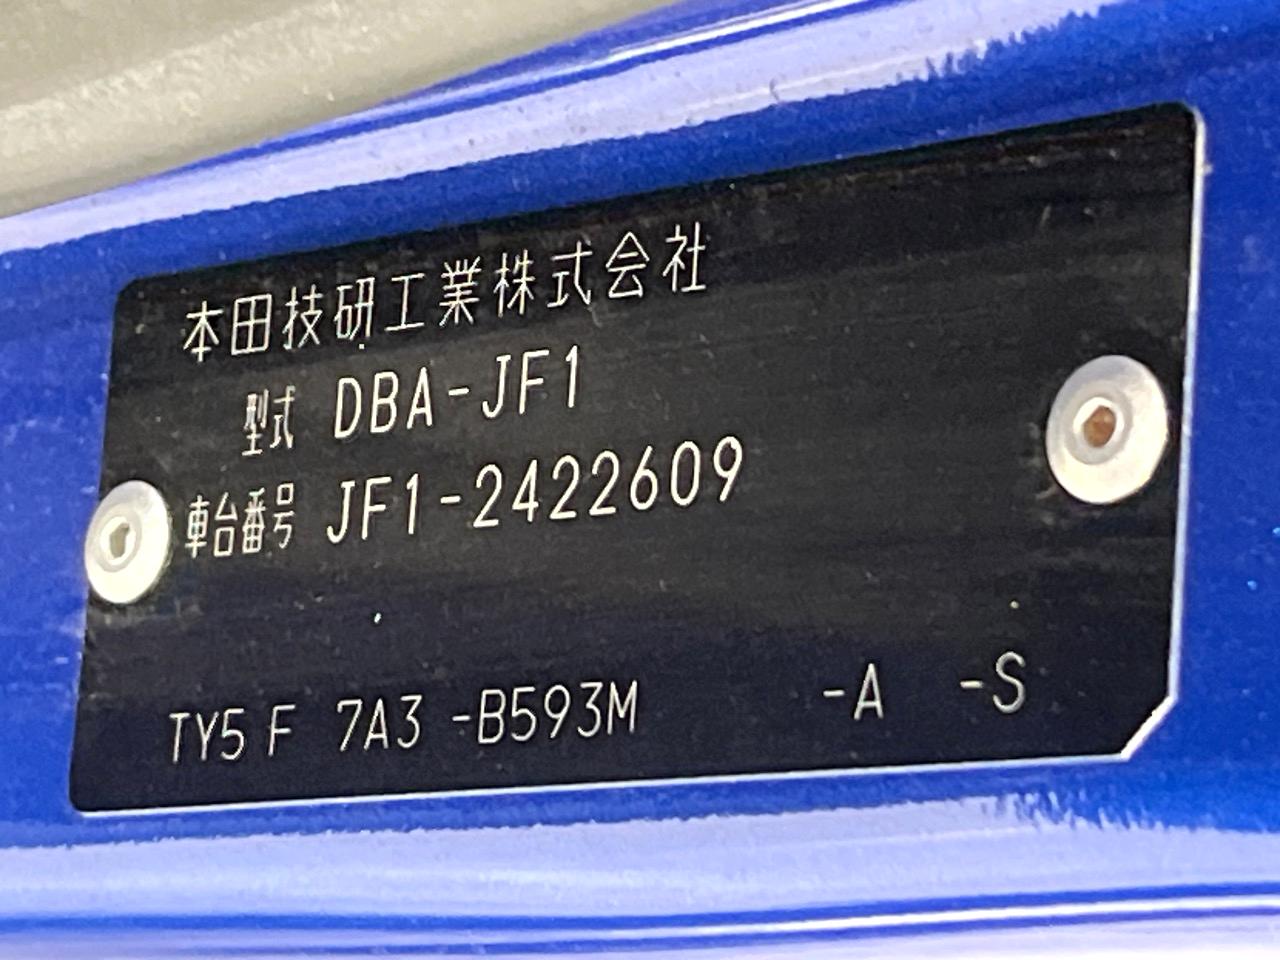 本田技研工業株式会社
型式 DBA-JF1
車台番号 JF1-2422609
TY5 F 7A3 -B593M -A -S